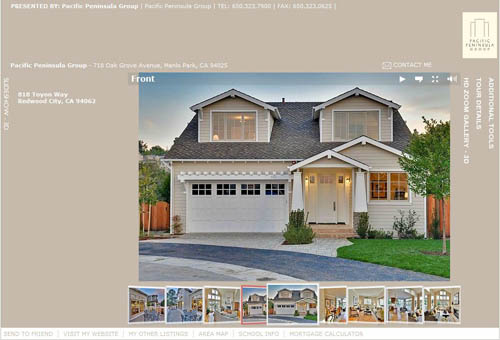 PRESENTED BY: Pacific Peninsula Group | Pacific Peninsula Group | TEL: 650.323.7900 | FAX: 650.323.0625 |
PACIFIC
PENINSULA
GROUP
Pacific Peninsula Group - 718 Oak Grove Avenue, Menlo Park, CA 94025
CONTACT ME
Front
818 Toyon Way
Redwood City, CA 94062
SLIDESHOW - 3D
ADDITIONAL TOOLS
TOUR DETAILS
HD ZOOM GALLERY - 3D
SEND TO FRIEND | VISIT MY WEBSITE | MY OTHER LISTINGS | AREA MAP | SCHOOL INFO | MORTGAGE CALCULATOR